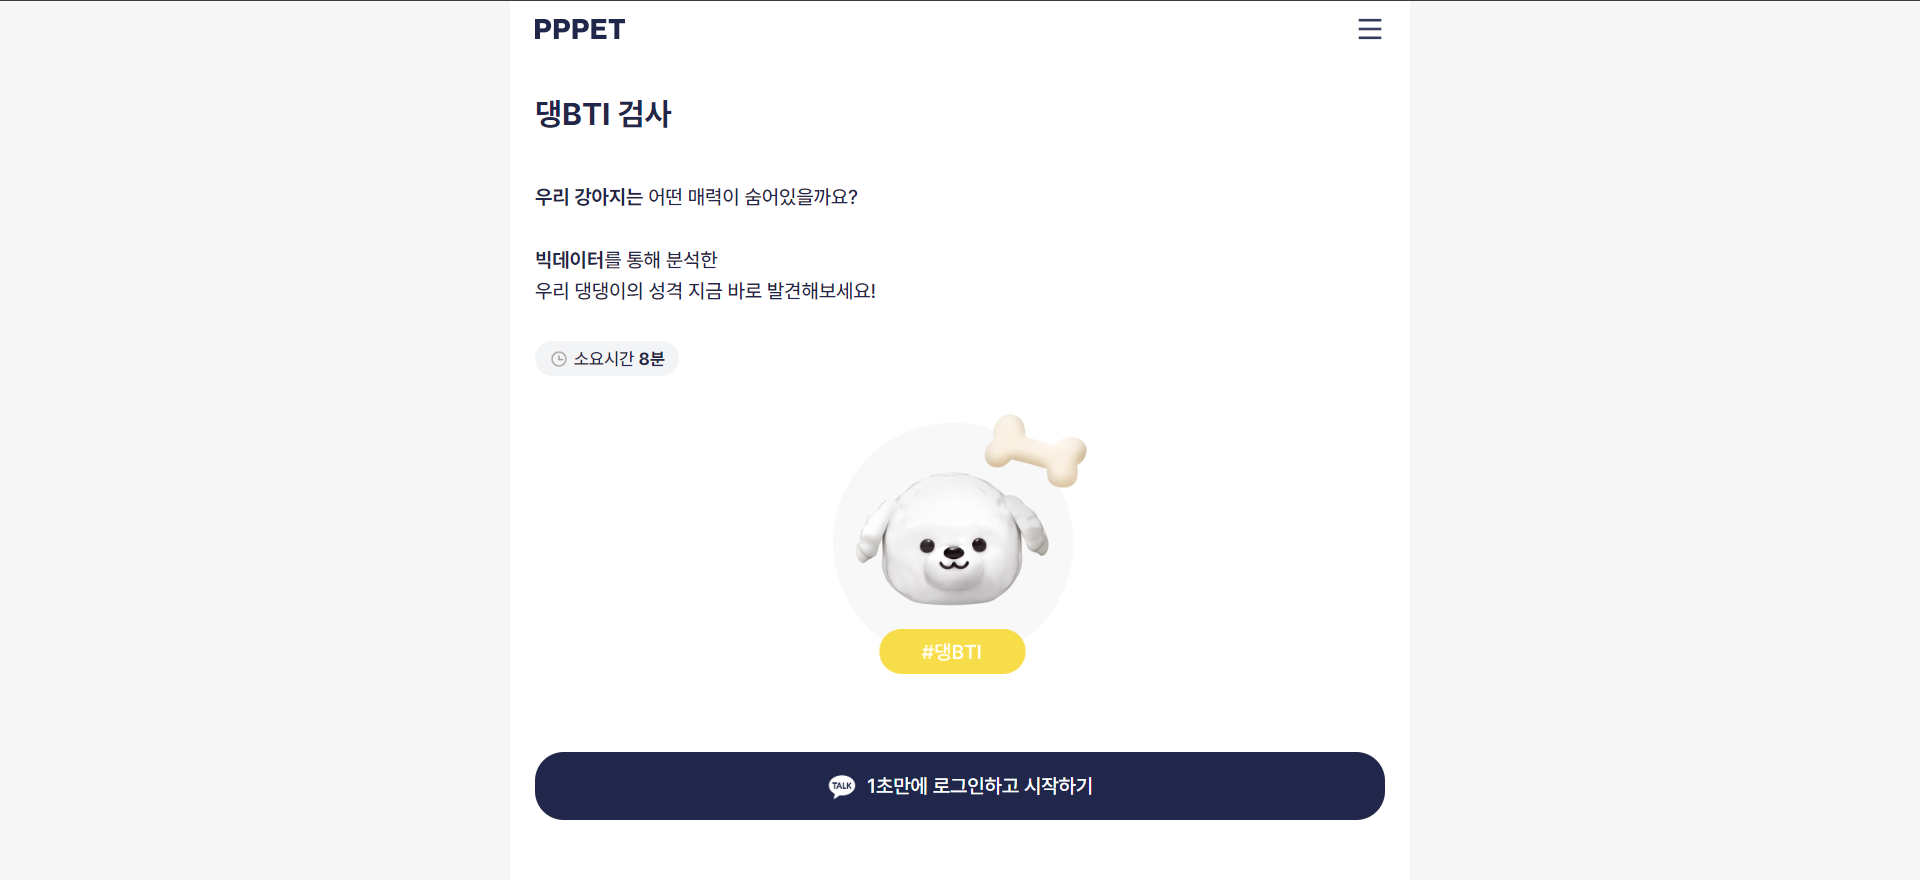 PPPET
댕BTI 검사
우리 강아지는 어떤 매력이 숨어있을까요?
빅데이터를 통해 분석한
우리 댕댕이의 성격 지금 바로 발견해보세요!
소요시간 8분
#댕BTI
TALK 1초만에 로그인하고 시작하기